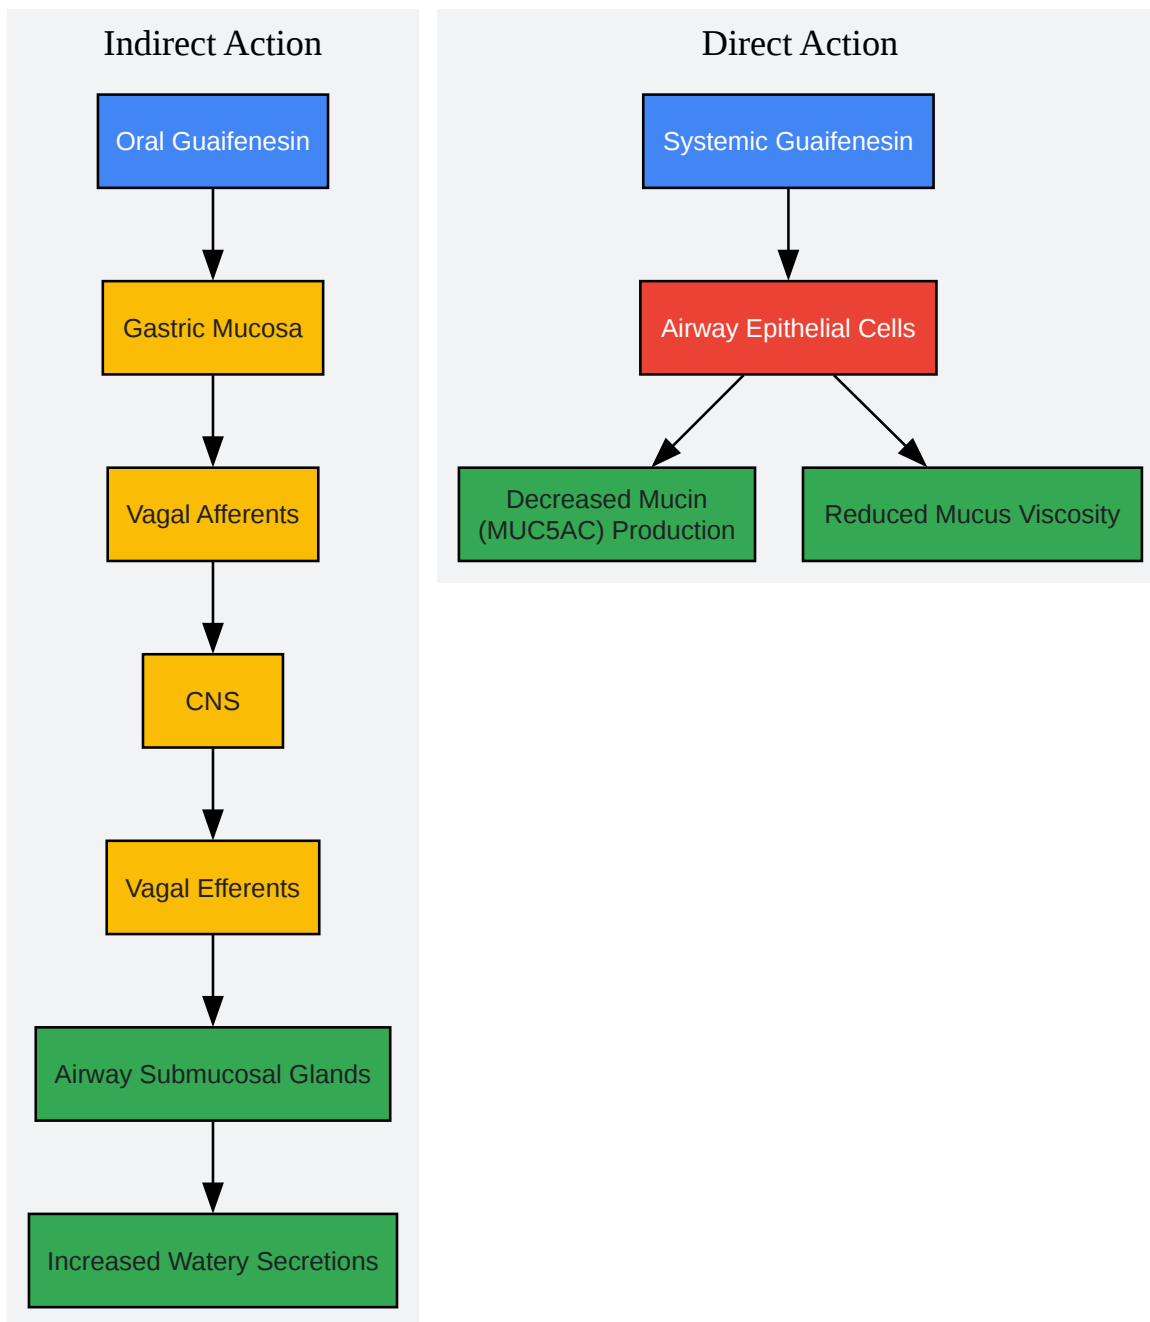 Indirect Action
Oral Guaifenesin
Gastric Mucosa
Vagal Afferents
CNS
Vagal Efferents
Airway Submucosal Glands
Increased Watery Secretions
Direct Action
Systemic Guaifenesin
Airway Epithelial Cells
Decreased Mucin
(MUC5AC) Production
Reduced Mucus Viscosity